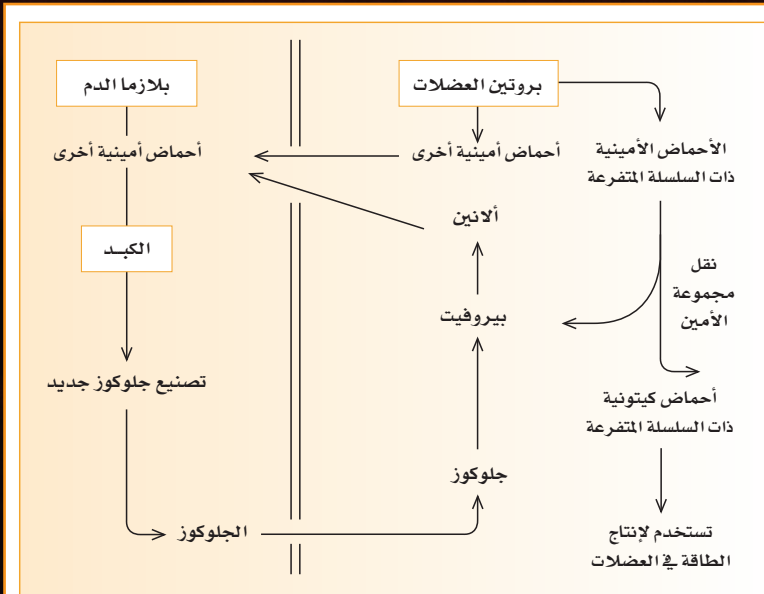 بروتين العضلات
بلازما الدم
الأحماض الأمينية
ذات السلسلة المتفرعة
أحماض أمينية أخرى
أحماض أمينية أخرى
ألانين
الكبــد
نقل
مجموعة
الأمين
بيروفيت
تصنيع جلوكوز جديد
أحماض كيتونية
ذات السلسلة المتفرعة
جلوكوز
الجلوكوز
تستخدم لإنتاج
الطاقة في العضلات